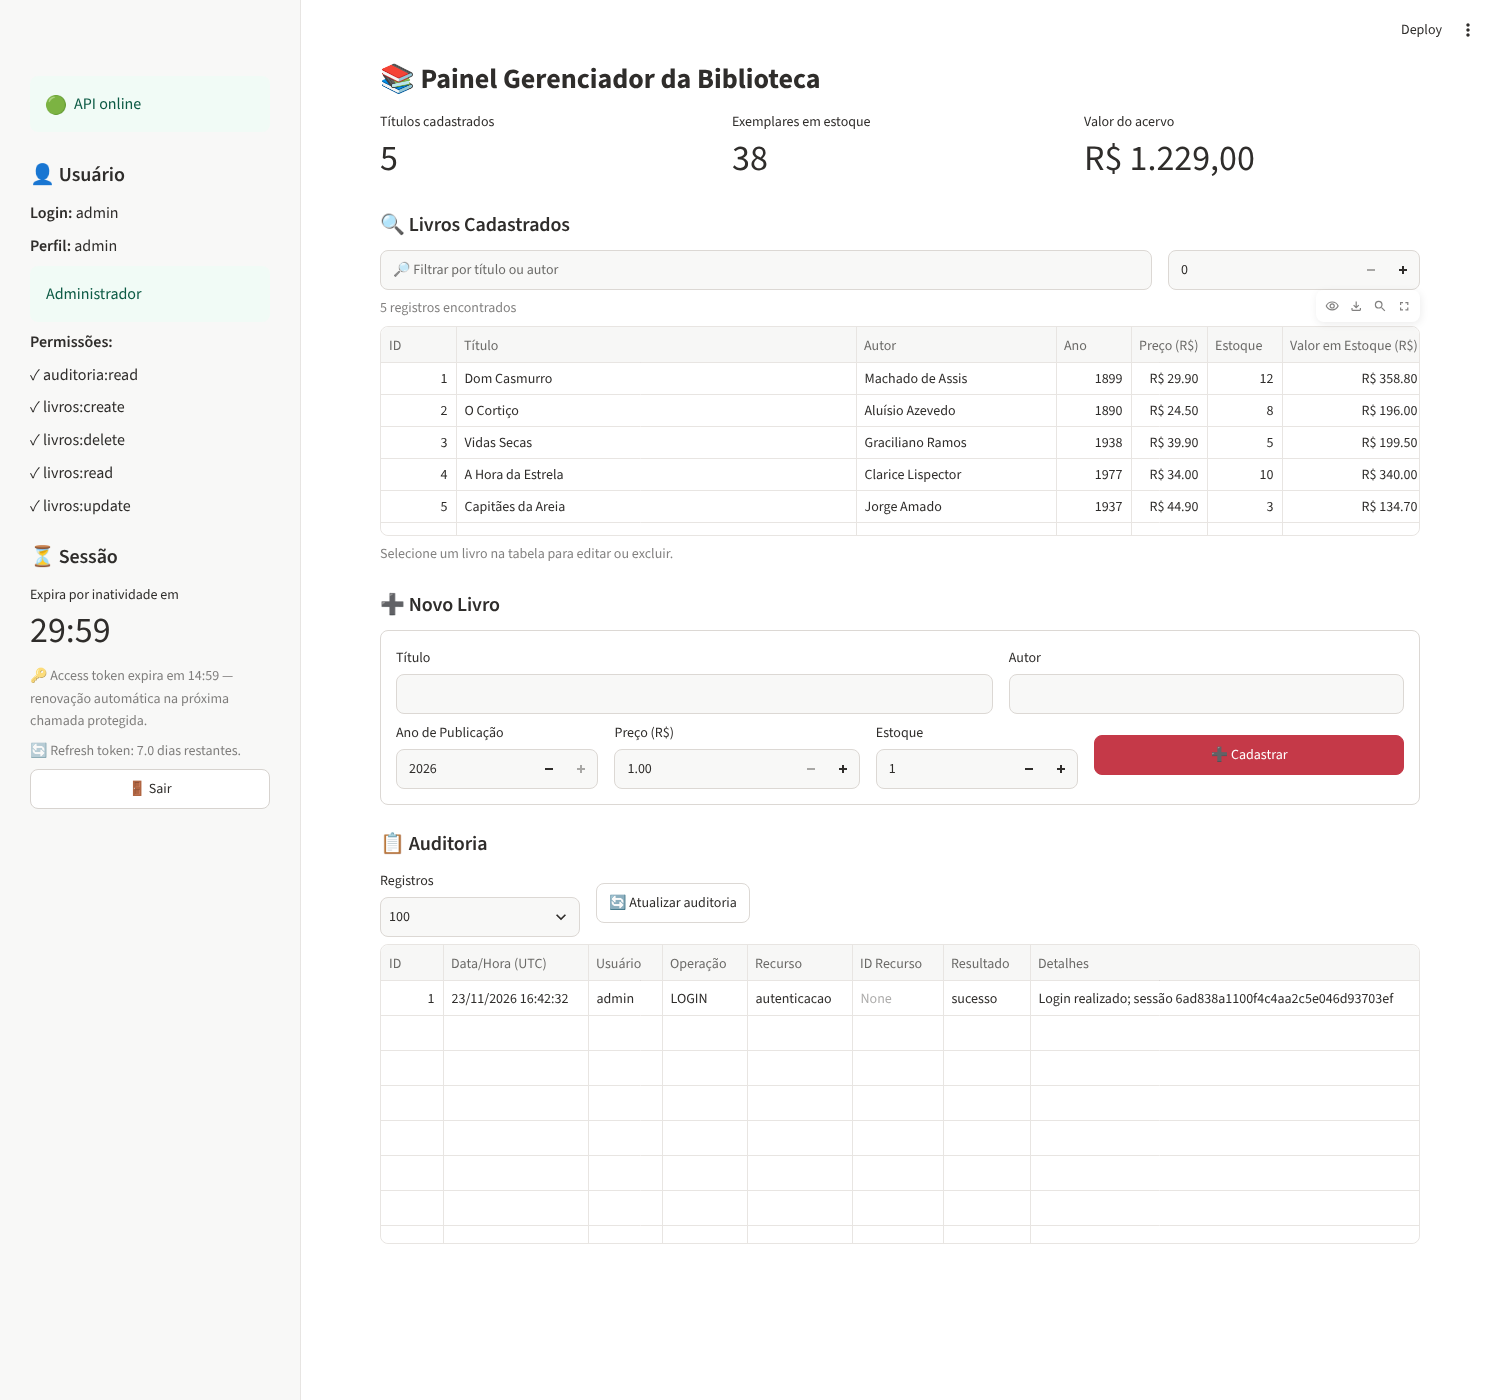 Deploy
🟢 API online
👤 Usuário
Login: admin
Perfil: admin
Administrador
Permissões:
✓ auditoria:read
✓ livros:create
✓ livros:delete
✓ livros:read
✓ livros:update
⏳ Sessão
Expira por inatividade em
29:59
🔑 Access token expira em 14:59 —
renovação automática na próxima
chamada protegida.
🔄 Refresh token: 7.0 dias restantes.
🚪 Sair
📚 Painel Gerenciador da Biblioteca
Títulos cadastrados Exemplares em estoque Valor do acervo
5 38 R$ 1.229,00
🔍 Livros Cadastrados
🔎 Filtrar por título ou autor 0 − +
5 registros encontrados
ID Título Autor Ano Preço (R$) Estoque Valor em Estoque (R$)
1 Dom Casmurro Machado de Assis 1899 R$ 29.90 12 R$ 358.80
2 O Cortiço Aluísio Azevedo 1890 R$ 24.50 8 R$ 196.00
3 Vidas Secas Graciliano Ramos 1938 R$ 39.90 5 R$ 199.50
4 A Hora da Estrela Clarice Lispector 1977 R$ 34.00 10 R$ 340.00
5 Capitães da Areia Jorge Amado 1937 R$ 44.90 3 R$ 134.70
Selecione um livro na tabela para editar ou excluir.
➕ Novo Livro
Título Autor
Ano de Publicação Preço (R$) Estoque
2026 − + 1.00 − + 1 − + ➕ Cadastrar
📋 Auditoria
Registros
100 🔄 Atualizar auditoria
ID Data/Hora (UTC) Usuário Operação Recurso ID Recurso Resultado Detalhes
1 23/11/2026 16:42:32 admin LOGIN autenticacao None sucesso Login realizado; sessão 6ad838a1100f4c4aa2c5e046d93703ef